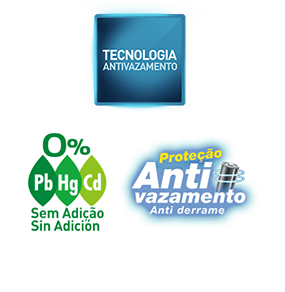 TECNOLOGIA
ANTIVAZAMENTO
0%
Pb Hg Cd
Sem Adição
Sin Adición
Proteção
Anti
vazamento
Anti derrame